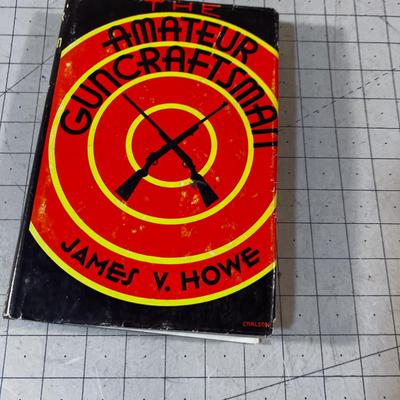 THE
AMATEUR
GUNCRAFTSMAN
JAMES V. HOWE
CARLSON